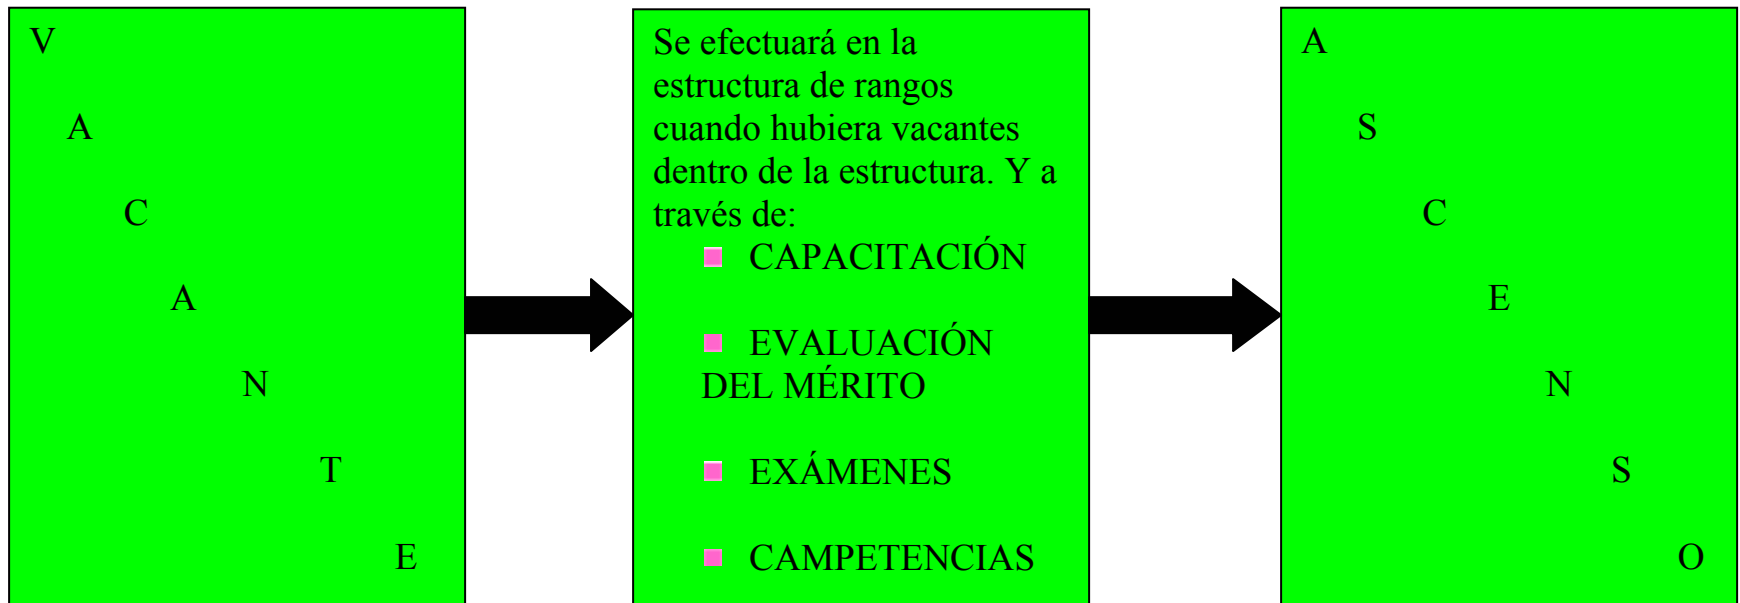 V
A
C
A
N
T
E
Se efectuará en la
estructura de rangos
cuando hubiera vacantes
dentro de la estructura. Y a
través de:
CAPACITACIÓN
EVALUACIÓN
DEL MÉRITO
EXÁMENES
CAMPETENCIAS
A
S
C
E
N
S
O